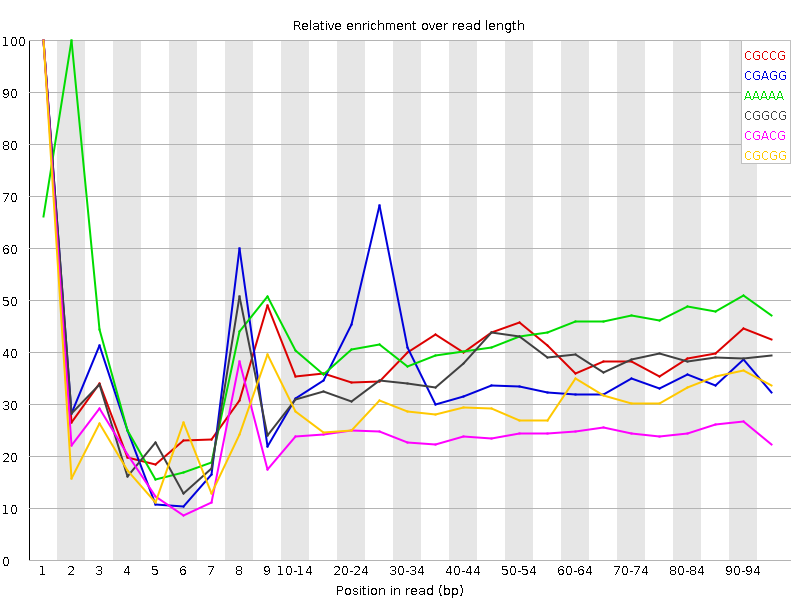 Relative enrichment over read length
100
90
80
70
60
50
40
30
20
10
0
CGCCG
CGAGG
AAAAA
CGGCG
CGACG
CGCGG
1 2 3 4 5 6 7 8 9 10-14 20-24 30-34 40-44 50-54 60-64 70-74 80-84 90-94
Position in read (bp)